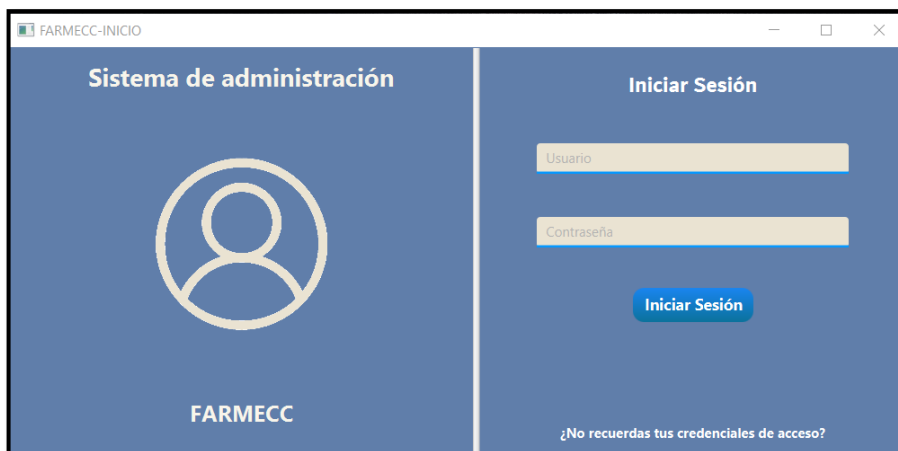 FARMECC-INICIO
Sistema de administración
FARMECC
Iniciar Sesión
Usuario
Contraseña
Iniciar Sesión
¿No recuerdas tus credenciales de acceso?